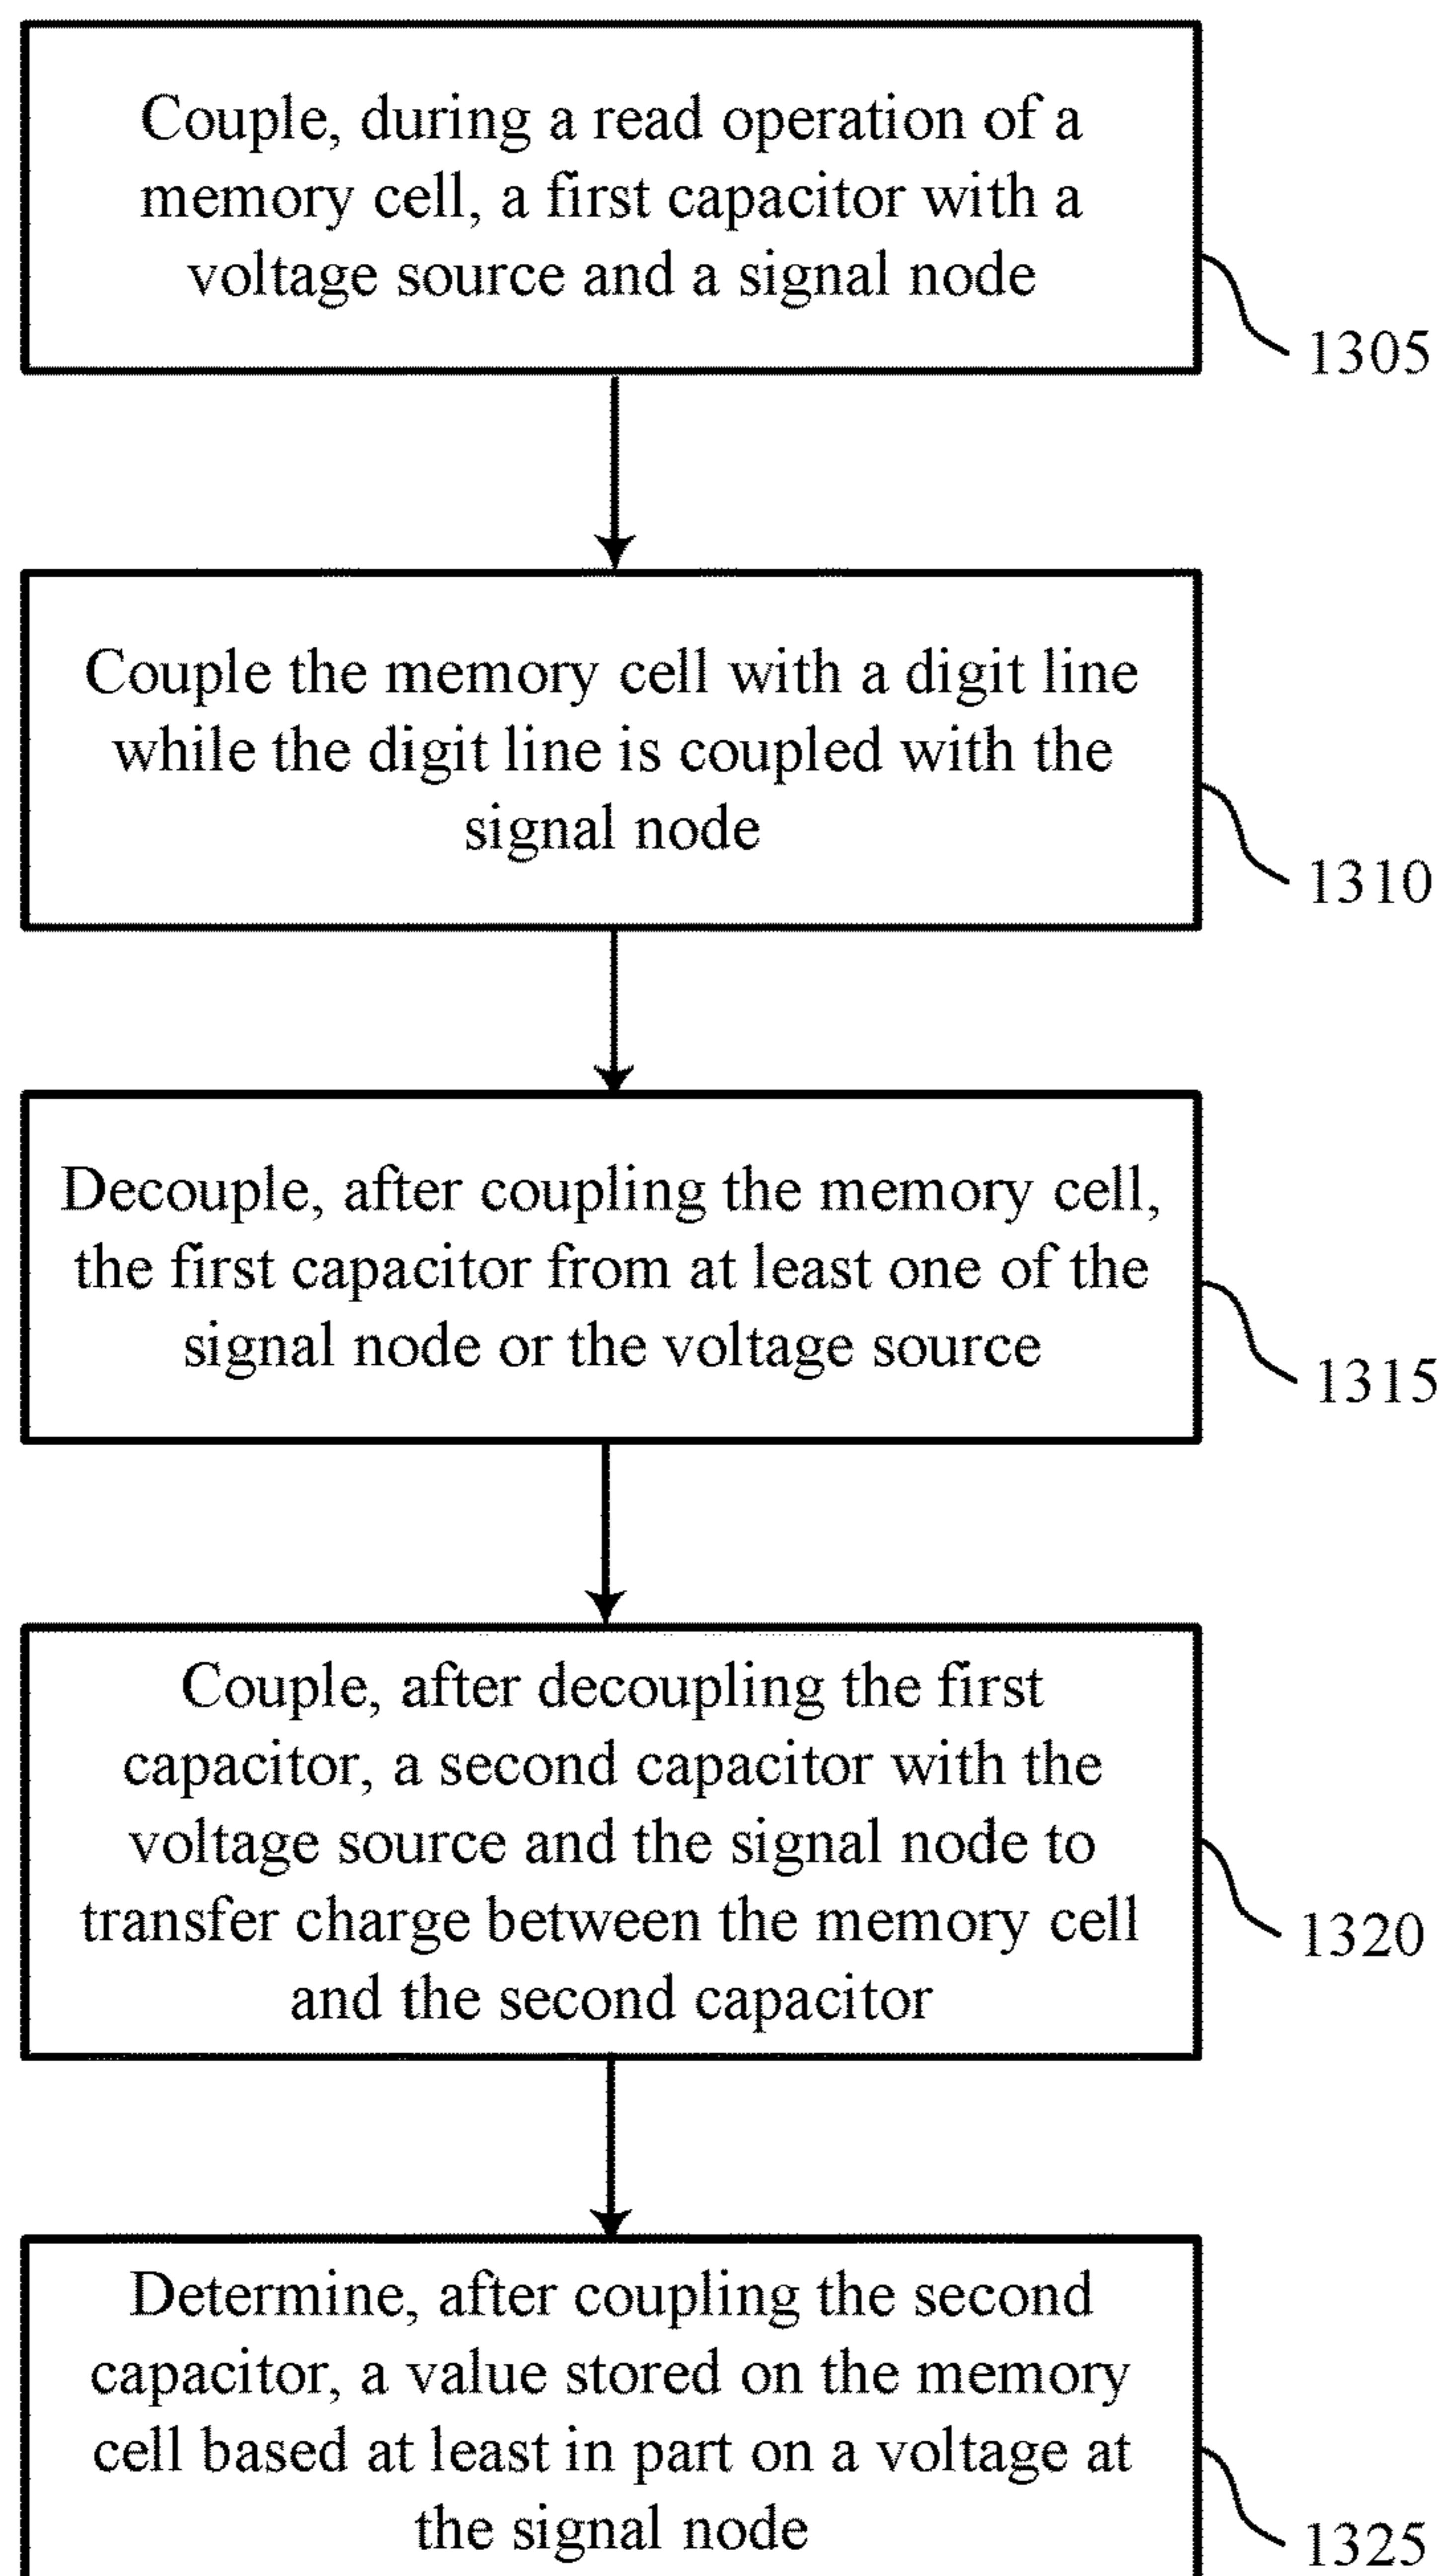 Couple, during a read operation of a
memory cell, a first capacitor with a
voltage source and a signal node
1305
Couple the memory cell with a digit line
while the digit line is coupled with the
signal node
1310
Decouple, after coupling the memory cell,
the first capacitor from at least one of the
signal node or the voltage source
1315
Couple, after decoupling the first
capacitor, a second capacitor with the
voltage source and the signal node to
transfer charge between the memory cell
and the second capacitor
1320
Determine, after coupling the second
capacitor, a value stored on the memory
cell based at least in part on a voltage at
the signal node
1325